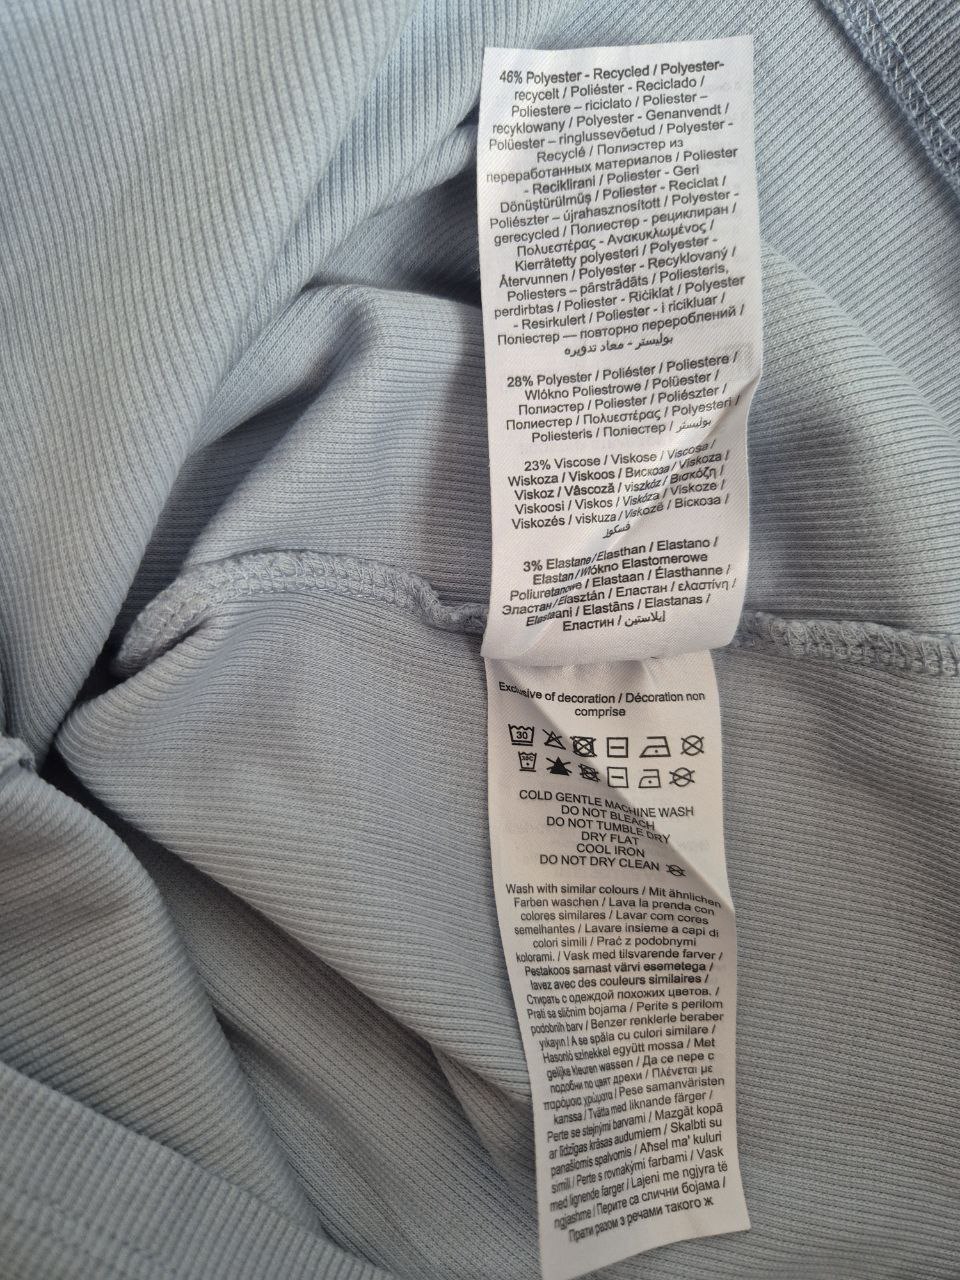 46% Polyester - Recycled / Polyester-
recycelt / Poliéster - Reciclado /
Poliestere – riciclato / Poliester –
recyklowany / Polyester - Genanvendt /
Polüester – ringlussevõetud / Polyester -
Recyclé / Полиэстер из
переработанных материалов / Poliester
- Reciklirani / Poliester - Geri
Dönüştürülmüş / Poliester - Reciclat /
Poliészter – újrahasznosított / Polyester -
gerecycled / Полиестер - рециклиран /
Πολυεστέρας - Ανακυκλωμένος /
Kierrätetty polyesteri / Polyester -
Återvunnen / Polyester - Recyklovaný /
Poliesters – pārstrādāts / Poliesteris,
perdirbtas / Poliester - Riċiklat / Polyester
- Resirkulert / Poliester - i ricikluar /
Поліестер — повторно перероблений /
بوليستر - معاد تدويره
28% Polyester / Poliéster / Poliestere /
Wlókno Poliestrowe / Polüester /
Полиэстер / Poliester / Poliészter /
Полиестер / Πολυεστέρας / Polyesteri /
Poliesteris / Поліестер / بوليستر
23% Viscose / Viskose / Viscosa /
Wiskoza / Viskoos / Вискоза / Viskoza /
Viskoz / Vâscoză / viszkóz / Βισκόζη /
Viskoosi / Viskos / Viskóza / Viskoze /
Viskozés / viskuza / Viskozë / Віскоза /
فسكوز
3% Elastane / Elasthan / Elastano /
Elastan / Wlókno Elastomerowe
Poliuretanowe / Elastaan / Élasthanne /
Эластан / Elasztán / Еластан / ελαστίνη /
Elastaani / Elastāns / Elastanas /
Еластин / إيلاستين
Exclusive of decoration / Décoration non
comprise
30
COLD GENTLE MACHINE WASH
DO NOT BLEACH
DO NOT TUMBLE DRY
DRY FLAT
COOL IRON
DO NOT DRY CLEAN
Wash with similar colours / Mit ähnlichen
Farben waschen / Lava la prenda con
colores similares / Lavar com cores
semelhantes / Lavare insieme a capi di
colori simili / Prać z podobnymi
kolorami. / Vask med tilsvarende farver /
Pestakoos samast värvi esemetega /
lavez avec des couleurs similaires /
Стирать с одеждой похожих цветов. /
Prati sa sličnim bojama / Perite s perilom
podobnih barv / Benzer renklerle beraber
yıkayın / A se spăla cu culori similare /
Hasonló színekkel együtt mossa / Met
gelijke kleuren wassen / Да се пере с
подобни по цвят дрехи / Πλένεται με
παρόμοια χρώματα / Pese samanväristen
kanssa / Tvätta med liknande färger /
Perte se stejnými barvami / Mazgāt kopā
ar līdzīgas krāsas audumiem / Skalbti su
panašiomis spalvomis / Aħsel ma' kuluri
simili / Perte s rovnakými farbami / Vask
med lignende farger / Lajeni me ngjyra të
ngjashme / Перите са слични бојама /
Прати разом з речами такого ж